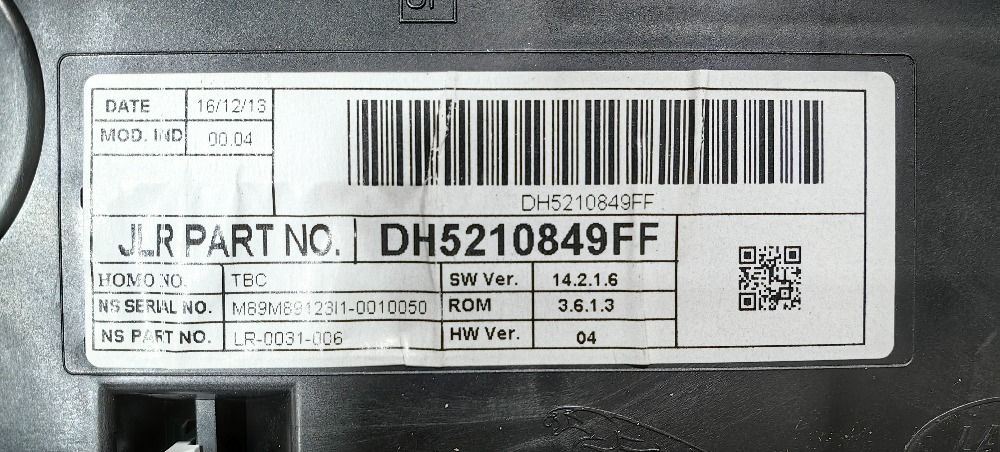 DATE 16/12/13
MOD. IND 00.04
DH5210849FF
JLR PART NO. DH5210849FF
HOMO NO. TBC
SW Ver. 14.2.1.6
NS SERIAL NO. M89M89123I1-0010050
ROM 3.6.1.3
NS PART NO. LR-0031-006
HW Ver. 04